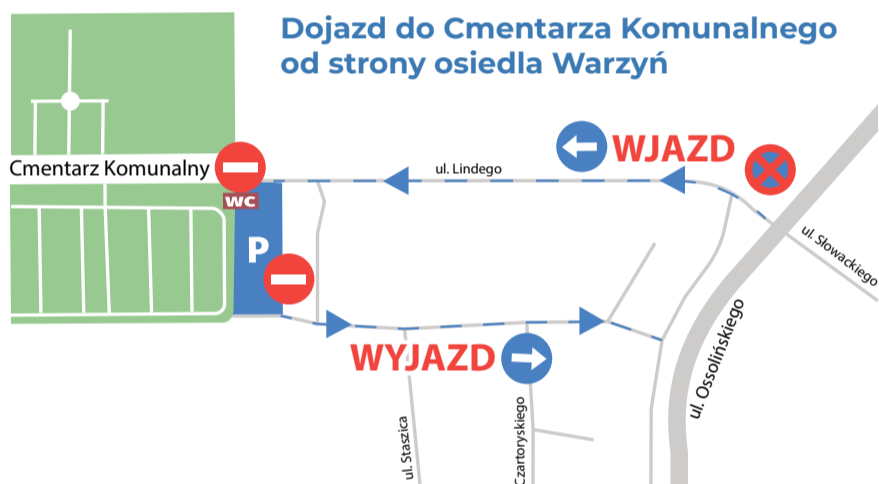 Dojazd do Cmentarza Komunalnego
od strony osiedla Warzyń
WJAZD
Cmentarz Komunalny
ul. Lindego
WC
P
ul. Słowackiego
WYJAZD
ul. Ossolińskiego
ul. Staszica
Czartoryskiego